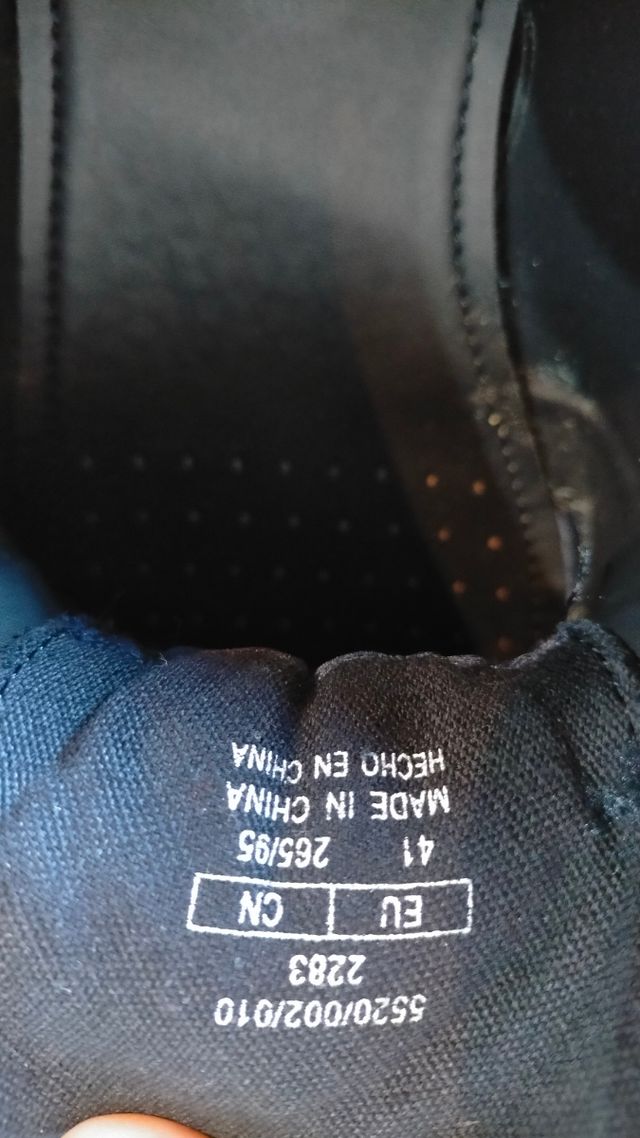 5520/002/010
2283
EU CN
41 265/95
MADE IN CHINA
HECHO EN CHINA